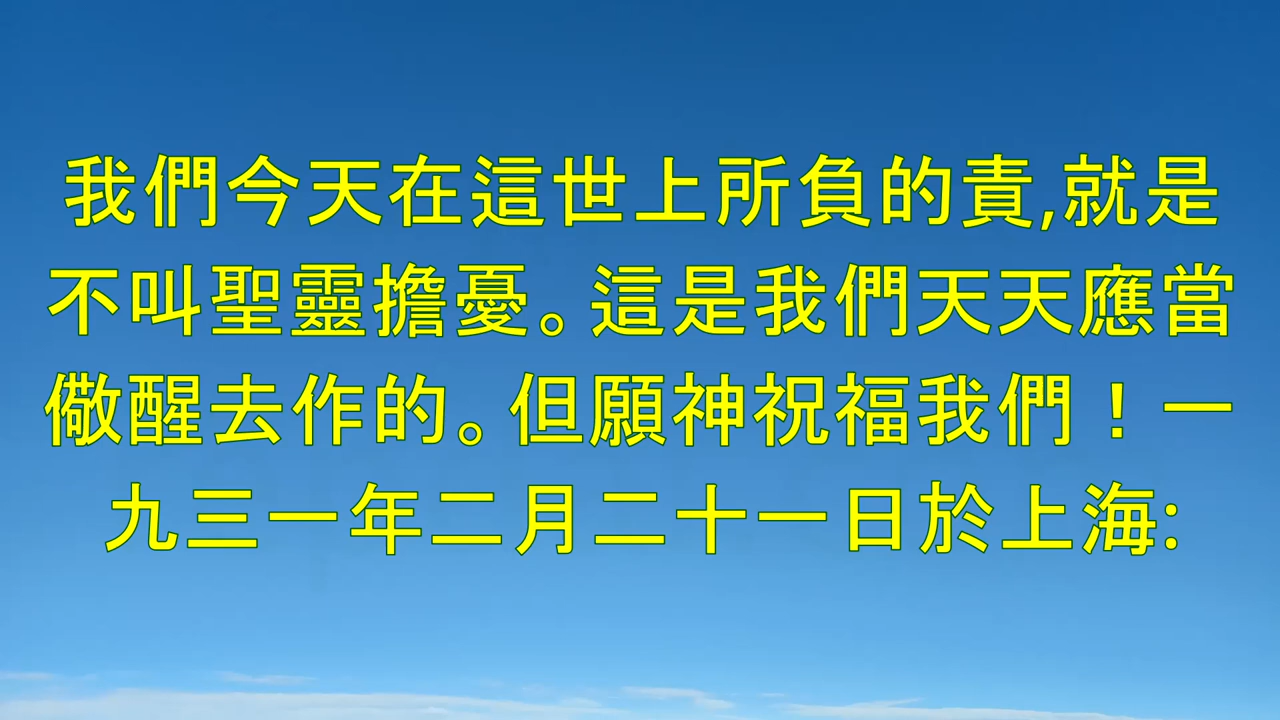 我們今天在這世上所負的責,就是
不叫聖靈擔憂。這是我們天天應當
儆醒去作的。但願神祝福我們！一
九三一年二月二十一日於上海: